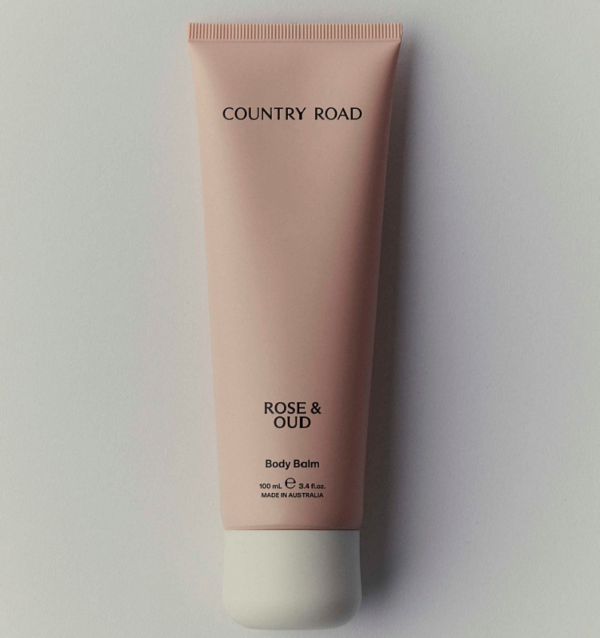 COUNTRY ROAD
ROSE &
OUD
Body Balm
100 mL ℮ 3.4 fl.oz.
MADE IN AUSTRALIA